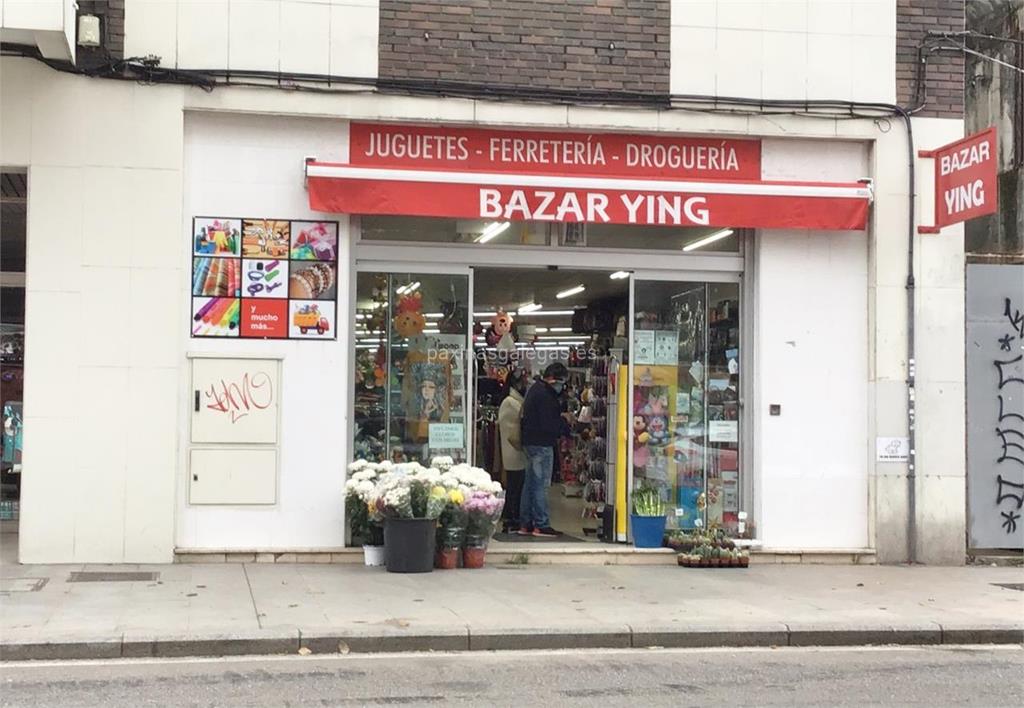 JUGUETES - FERRETERÍA - DROGUERÍA
BAZAR YING
BAZAR
YING
y
mucho
más...
paxinasgalegas.es